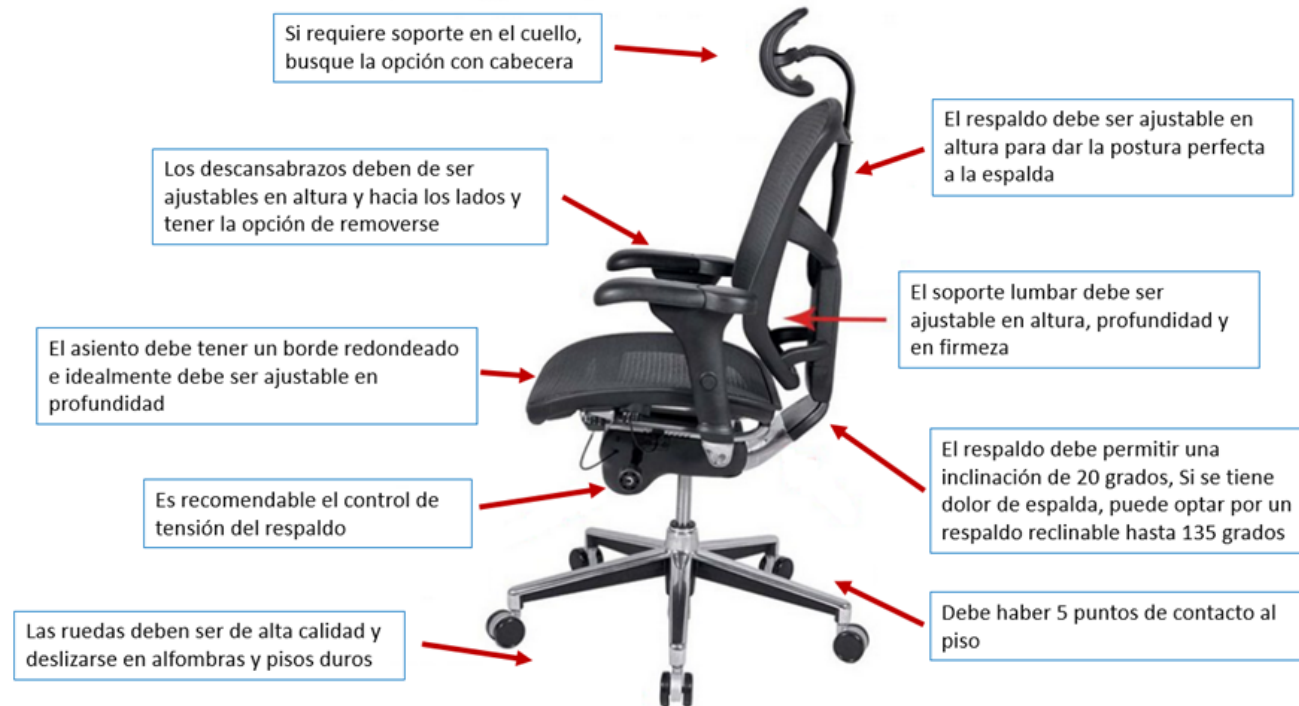 Si requiere soporte en el cuello,
busque la opción con cabecera
El respaldo debe ser ajustable en
altura para dar la postura perfecta
a la espalda
Los descansabrazos deben de ser
ajustables en altura y hacia los lados y
tener la opción de removerse
El soporte lumbar debe ser
ajustable en altura, profundidad y
en firmeza
El asiento debe tener un borde redondeado
e idealmente debe ser ajustable en
profundidad
El respaldo debe permitir una
inclinación de 20 grados, Si se tiene
dolor de espalda, puede optar por un
respaldo reclinable hasta 135 grados
Es recomendable el control de
tensión del respaldo
Debe haber 5 puntos de contacto al
piso
Las ruedas deben ser de alta calidad y
deslizarse en alfombras y pisos duros